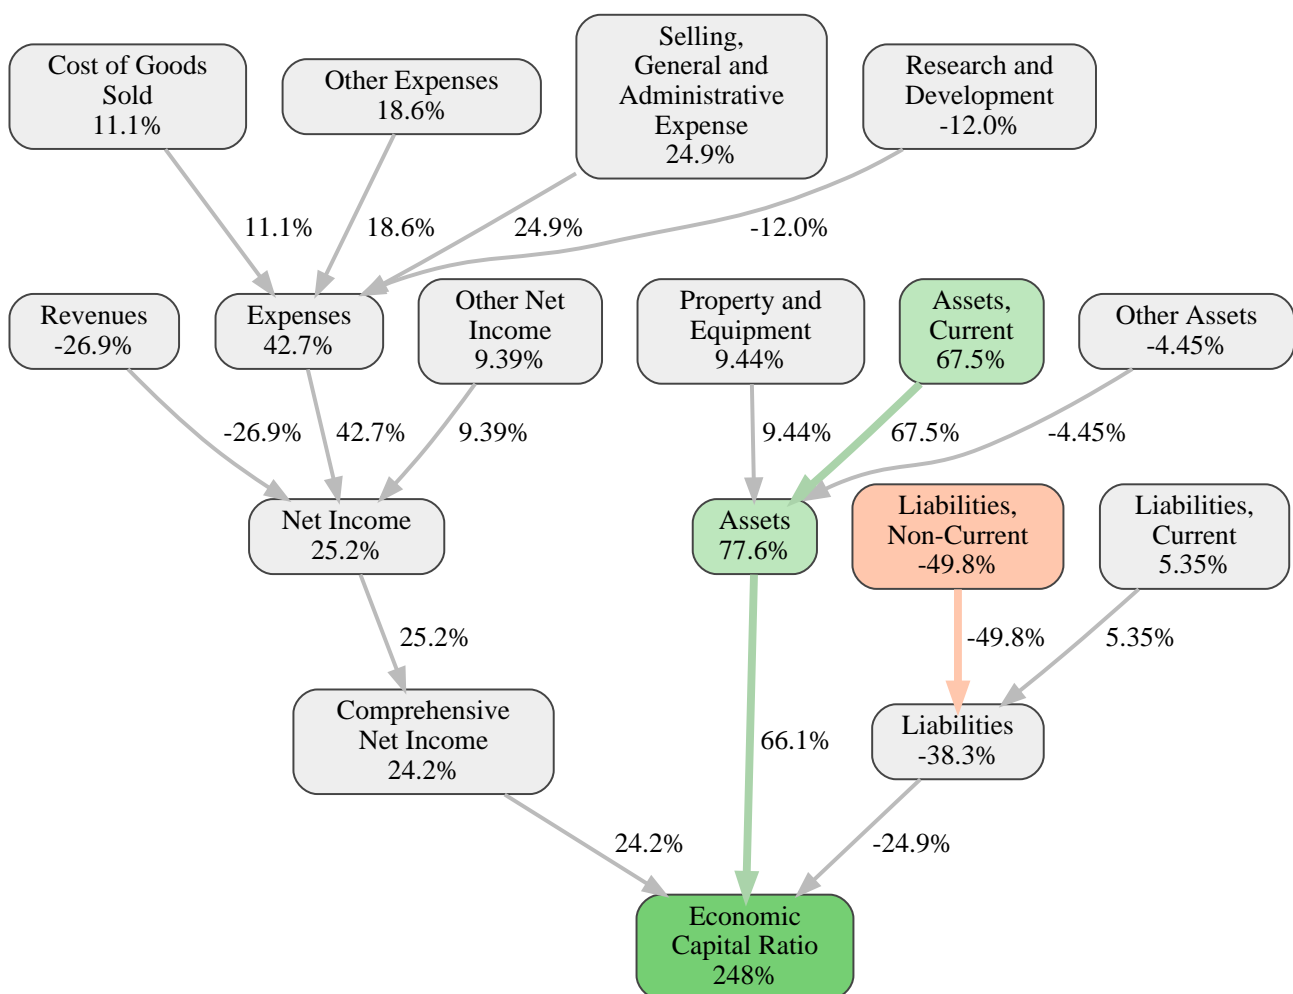 Cost of Goods
Sold
11.1%
Other Expenses
18.6%
Selling,
General and
Administrative
Expense
24.9%
Research and
Development
-12.0%
11.1%
18.6%
24.9%
-12.0%
Revenues
-26.9%
Expenses
42.7%
Other Net
Income
9.39%
Property and
Equipment
9.44%
Assets,
Current
67.5%
Other Assets
-4.45%
-26.9%
42.7%
9.39%
9.44%
67.5%
-4.45%
Net Income
25.2%
Assets
77.6%
Liabilities,
Non-Current
-49.8%
Liabilities,
Current
5.35%
25.2%
-49.8%
5.35%
Comprehensive
Net Income
24.2%
66.1%
Liabilities
-38.3%
24.2%
-24.9%
Economic
Capital Ratio
248%